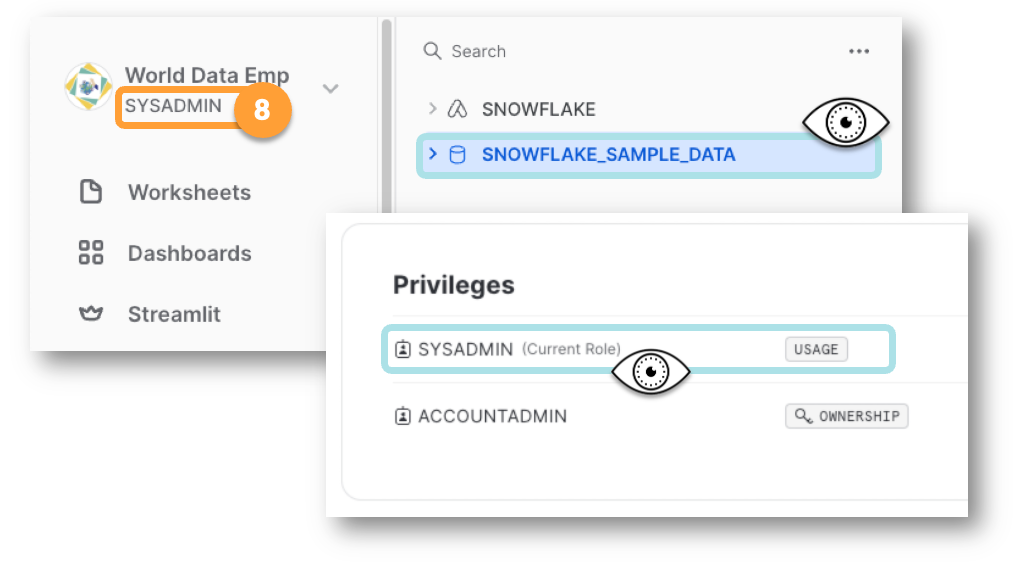 World Data Emp
SYSADMIN
8
Worksheets
Dashboards
Streamlit
Search
SNOWFLAKE
SNOWFLAKE_SAMPLE_DATA
Privileges
SYSADMIN (Current Role) USAGE
ACCOUNTADMIN OWNERSHIP